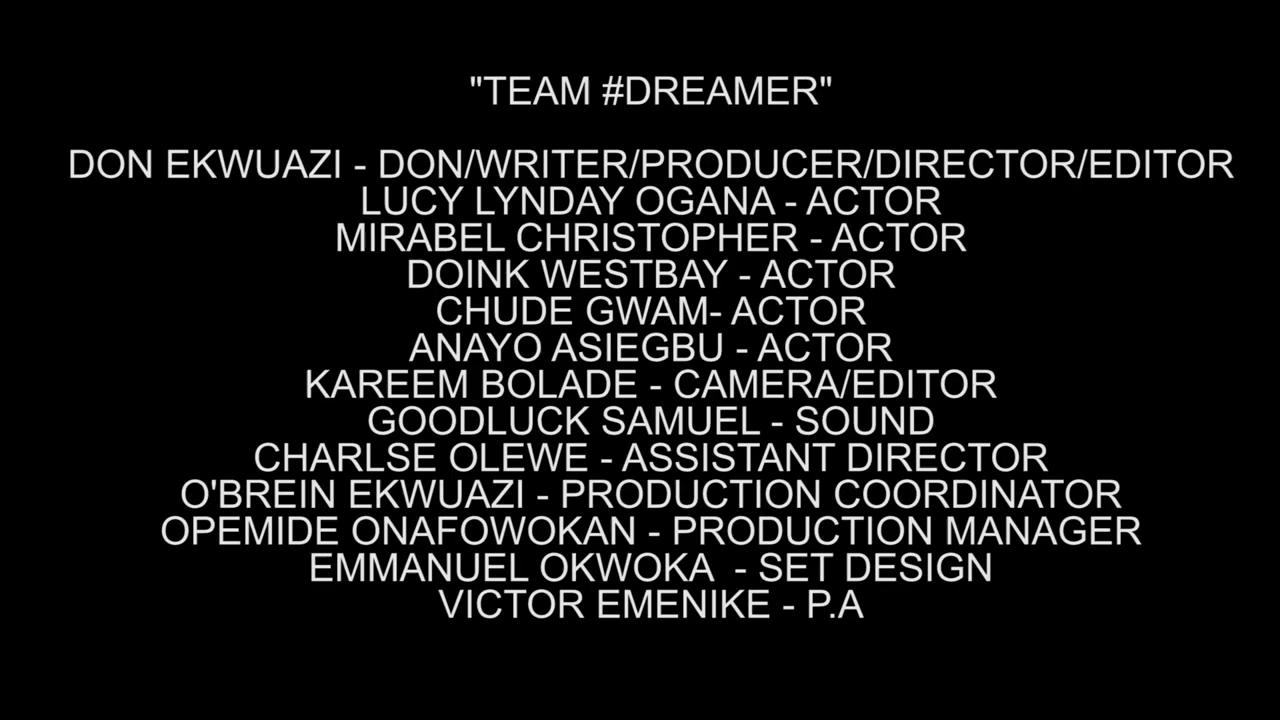 "TEAM #DREAMER"
DON EKWUAZI - DON/WRITER/PRODUCER/DIRECTOR/EDITOR
LUCY LYNDAY OGANA - ACTOR
MIRABEL CHRISTOPHER - ACTOR
DOINK WESTBAY - ACTOR
CHUDE GWAM- ACTOR
ANAYO ASIEGBU - ACTOR
KAREEM BOLADE - CAMERA/EDITOR
GOODLUCK SAMUEL - SOUND
CHARLSE OLEWE - ASSISTANT DIRECTOR
O'BREIN EKWUAZI - PRODUCTION COORDINATOR
OPEMIDE ONAFOWOKAN - PRODUCTION MANAGER
EMMANUEL OKWOKA  - SET DESIGN
VICTOR EMENIKE - P.A